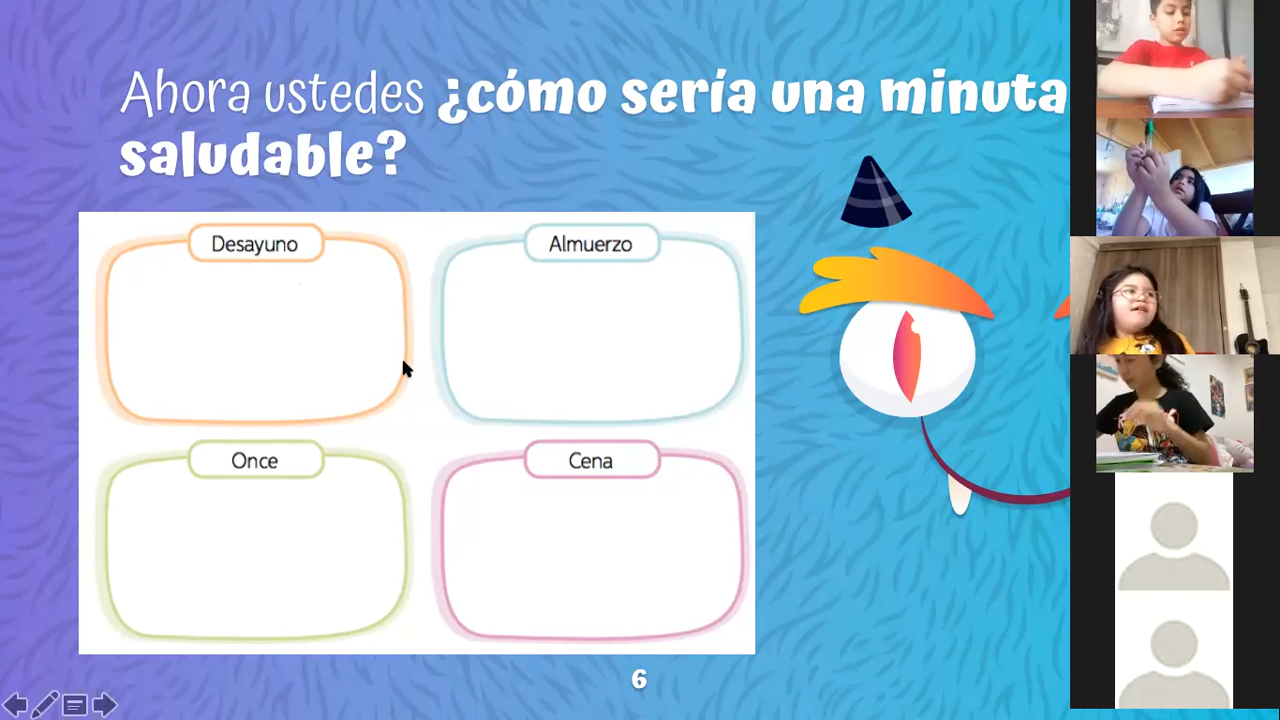 Ahora ustedes ¿cómo sería una minuta
saludable?
Desayuno
Almuerzo
Once
Cena
6